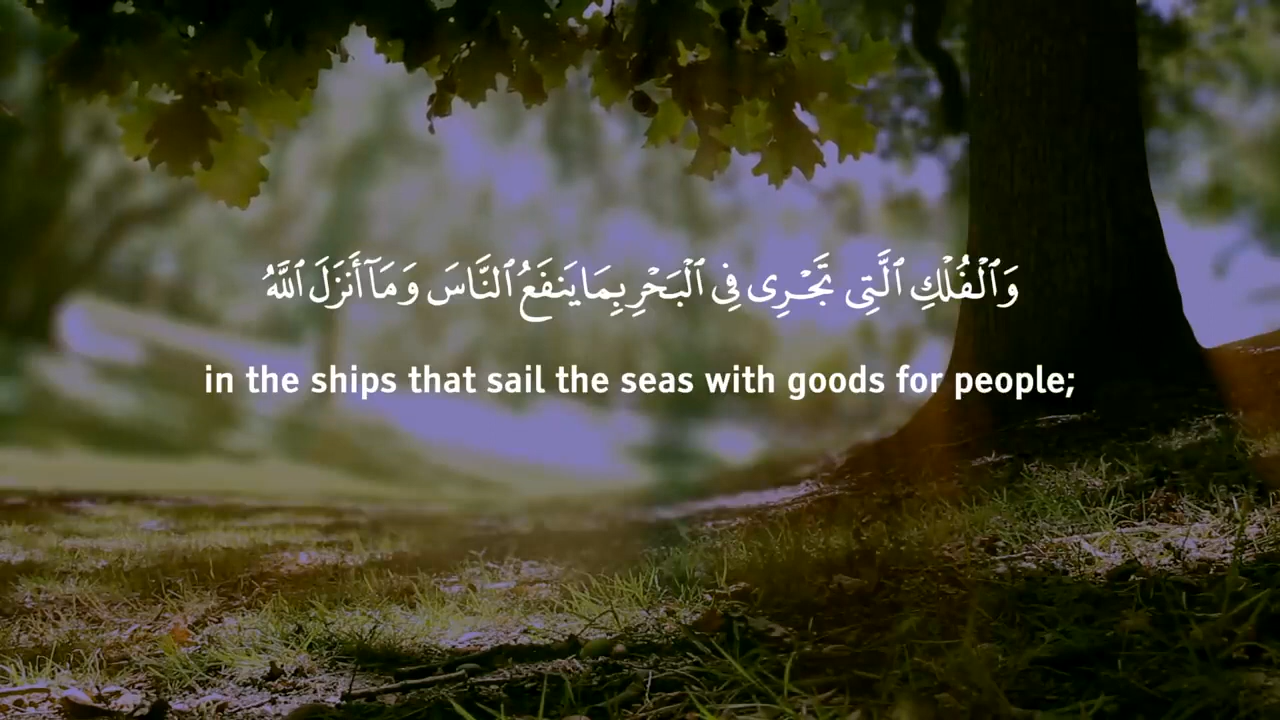 وَٱلْفُلْكِ ٱلَّتِى تَجْرِى فِى ٱلْبَحْرِ بِمَا يَنفَعُ ٱلنَّاسَ وَمَآ أَنزَلَ ٱللَّهُ
in the ships that sail the seas with goods for people;